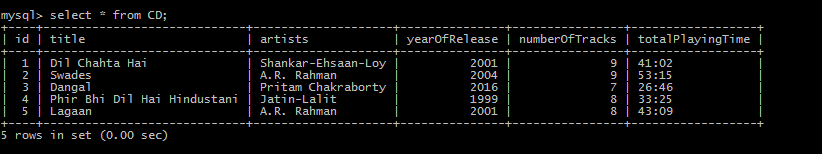 mysql> select * from CD;
+----+---------------------------+--------------------+---------------+----------------+------------------+
| id | title                     | artists            | yearOfRelease | numberOfTracks | totalPlayingTime |
+----+---------------------------+--------------------+---------------+----------------+------------------+
|  1 | Dil Chahta Hai            | Shankar-Ehsaan-Loy |          2001 |              9 | 41:02            |
|  2 | Swades                    | A.R. Rahman        |          2004 |              9 | 53:15            |
|  3 | Dangal                    | Pritam Chakraborty |          2016 |              7 | 26:46            |
|  4 | Phir Bhi Dil Hai Hindustani | Jatin-Lalit        |          1999 |              8 | 33:25            |
|  5 | Lagaan                    | A.R. Rahman        |          2001 |              8 | 43:09            |
+----+---------------------------+--------------------+---------------+----------------+------------------+
5 rows in set (0.00 sec)